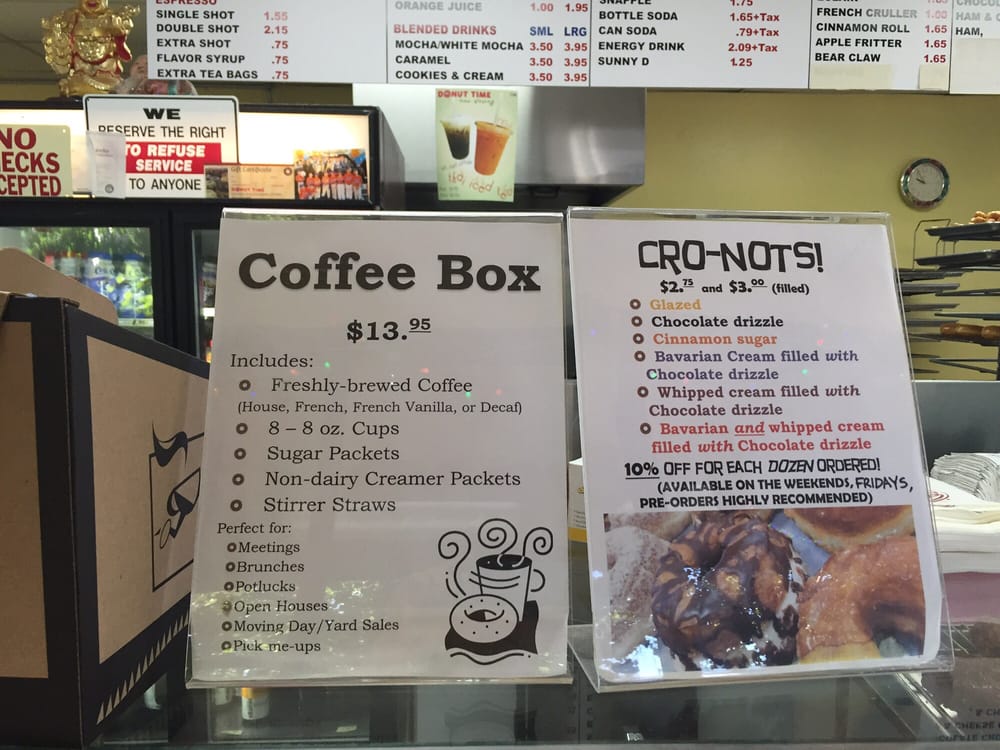 ESPRESSO
SINGLE SHOT 1.55
DOUBLE SHOT 2.15
EXTRA SHOT .75
FLAVOR SYRUP .75
EXTRA TEA BAGS .75
ORANGE JUICE 1.00 1.95
BLENDED DRINKS SML LRG
MOCHA/WHITE MOCHA 3.50 3.95
CARAMEL 3.50 3.95
COOKIES & CREAM 3.50 3.95
SNAPPLE 1.75
BOTTLE SODA 1.65+Tax
CAN SODA .79+Tax
ENERGY DRINK 2.09+Tax
SUNNY D 1.25
FRENCH CRULLER 1.00
CINNAMON ROLL 1.65
APPLE FRITTER 1.65
BEAR CLAW 1.65
HAM &
HAM,
NO
ECKS
CEPTED
WE
RESERVE THE RIGHT
TO REFUSE
SERVICE
TO ANYONE
Gift Certificate
DONUT TIME
DONUT TIME
thai iced tea
Coffee Box
$13.95
Includes:
Freshly-brewed Coffee
(House, French, French Vanilla, or Decaf)
8 – 8 oz. Cups
Sugar Packets
Non-dairy Creamer Packets
Stirrer Straws
Perfect for:
Meetings
Brunches
Potlucks
Open Houses
Moving Day/Yard Sales
Pick-me-ups
CRO-NOTS!
$2.75 and $3.00 (filled)
Glazed
Chocolate drizzle
Cinnamon sugar
Bavarian Cream filled with
Chocolate drizzle
Whipped cream filled with
Chocolate drizzle
Bavarian and whipped cream
filled with Chocolate drizzle
10% OFF FOR EACH DOZEN ORDERED!
(AVAILABLE ON THE WEEKENDS, FRIDAYS,
PRE-ORDERS HIGHLY RECOMMENDED)